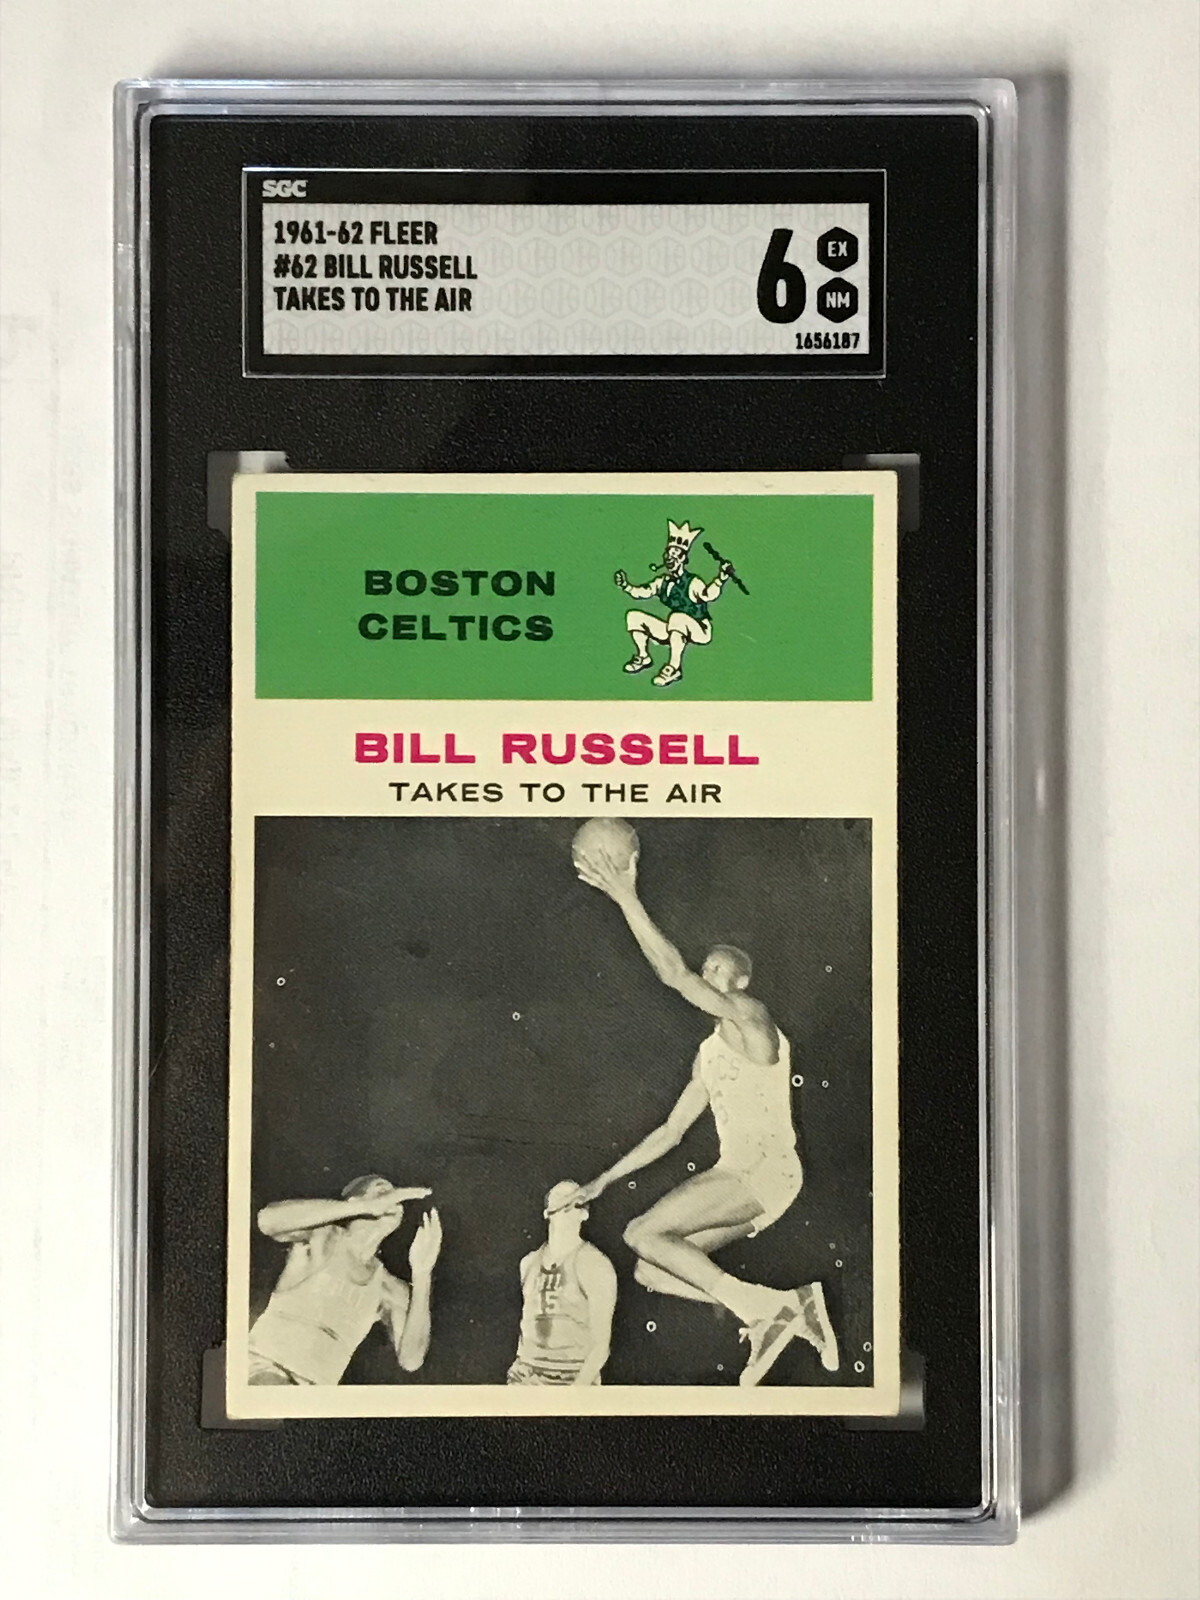 SGC
1961-62 FLEER
#62 BILL RUSSELL
TAKES TO THE AIR
6 EX
NM
1656187
NBA
BOSTON
CELTICS
BILL RUSSELL
TAKES TO THE AIR